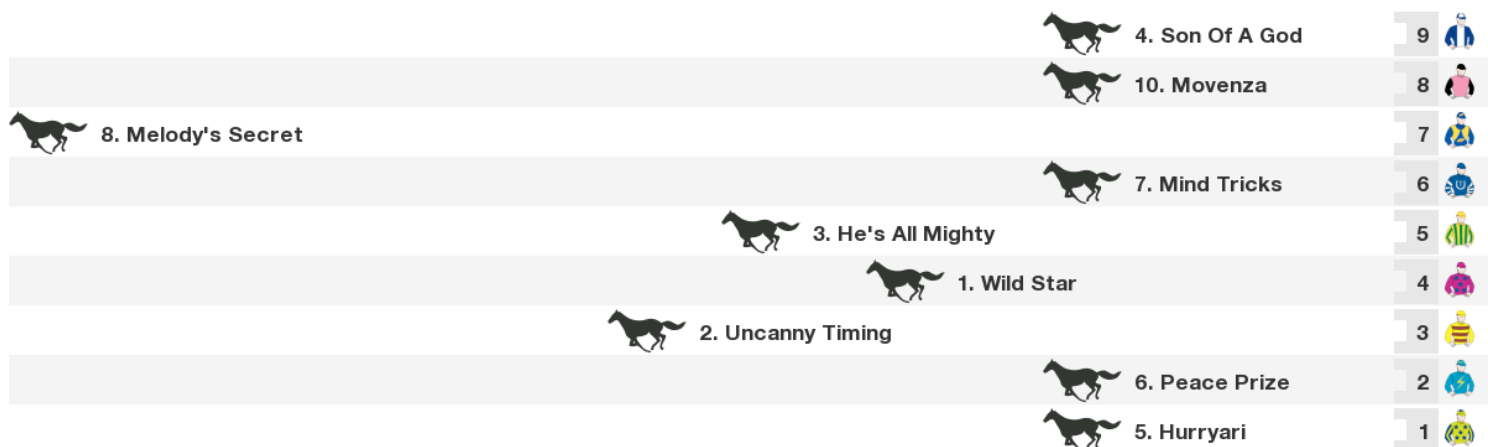 4. Son Of A God 9
10. Movenza 8
8. Melody's Secret 7
7. Mind Tricks 6
3. He's All Mighty 5
1. Wild Star 4
2. Uncanny Timing 3
6. Peace Prize 2
5. Hurryari 1